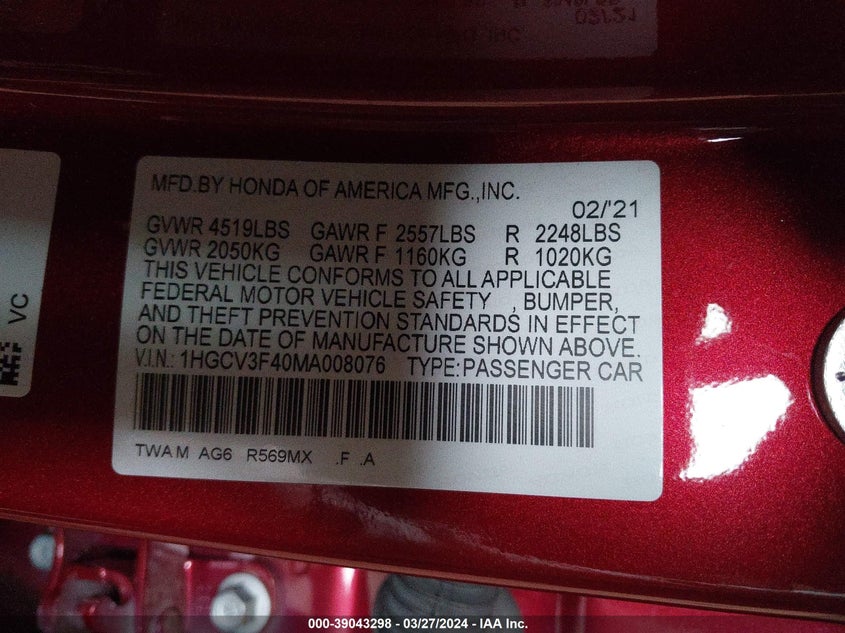 MFD.BY HONDA OF AMERICA MFG.,INC.
02/'21
GVWR 4519LBS GAWR F 2557LBS R 2248LBS
GVWR 2050KG GAWR F 1160KG R 1020KG
THIS VEHICLE CONFORMS TO ALL APPLICABLE
FEDERAL MOTOR VEHICLE SAFETY , BUMPER,
AND THEFT PREVENTION STANDARDS IN EFFECT
ON THE DATE OF MANUFACTURE SHOWN ABOVE.
V.I.N.: 1HGCV3F40MA008076 TYPE:PASSENGER CAR
TWA M AG6 R569MX .F .A
VC
000-39043298 - 03/27/2024 - IAA Inc.